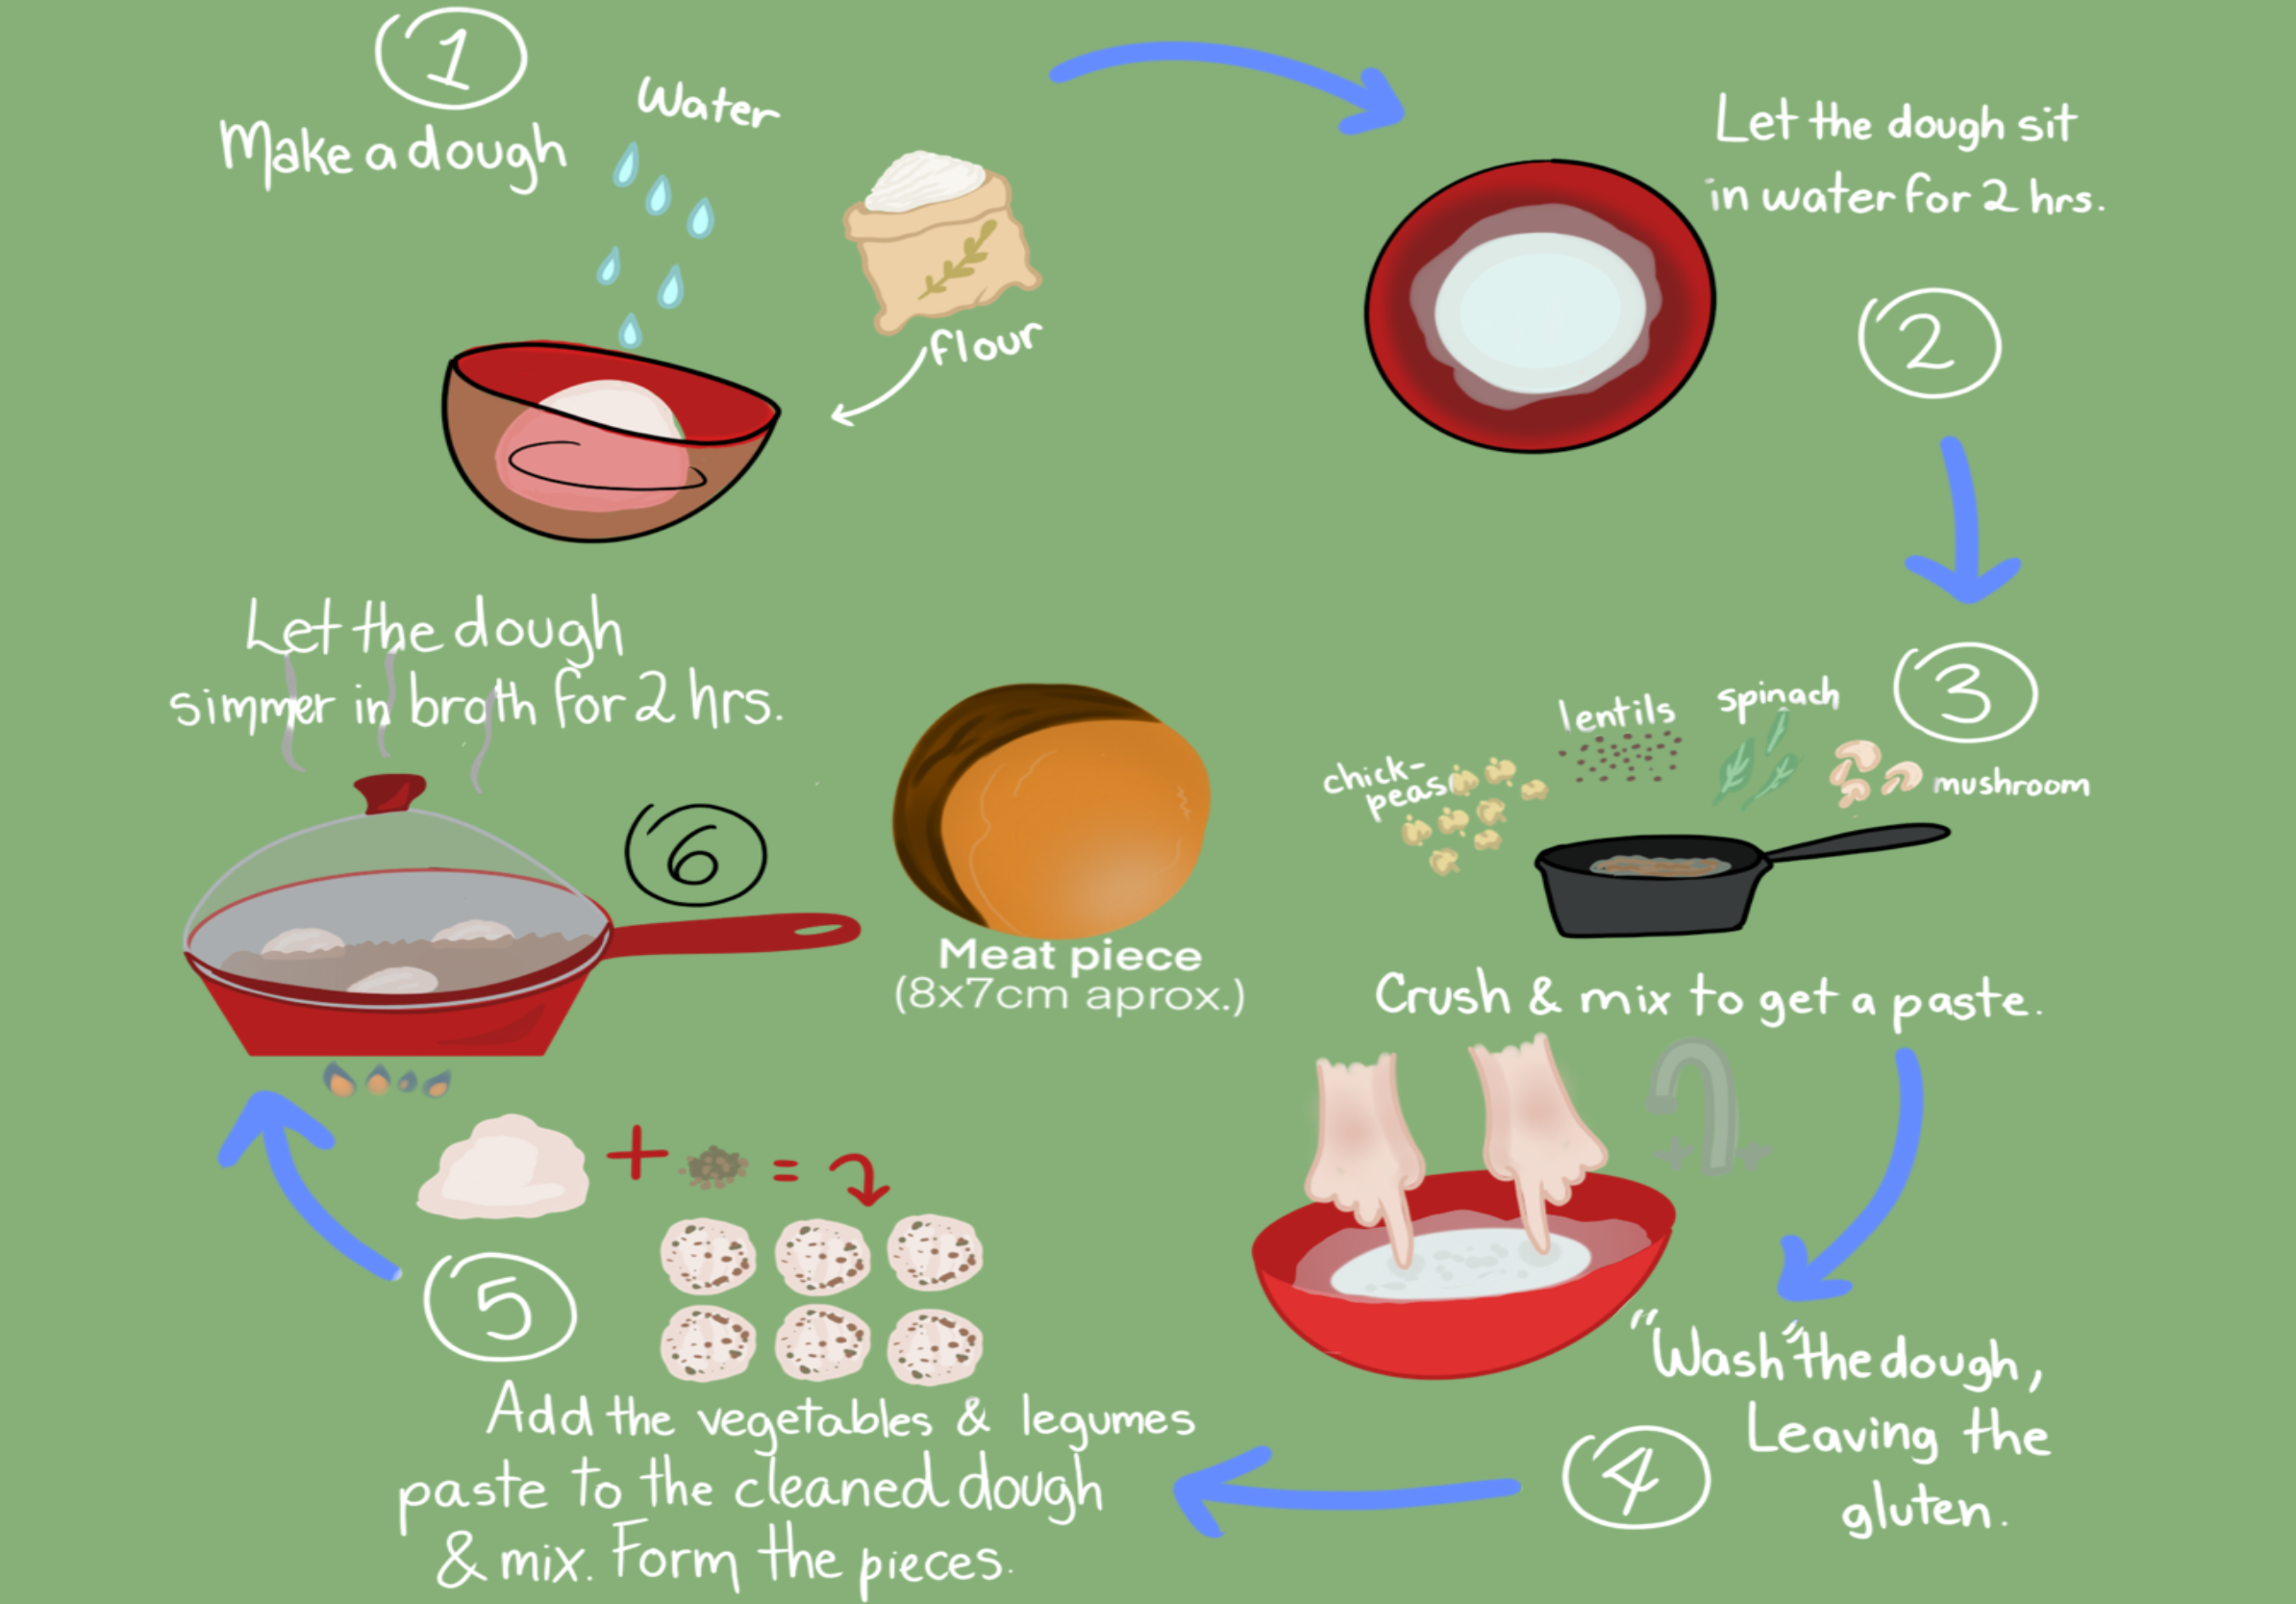 1
Make a dough
Water
flour
Let the dough sit
in water for 2 hrs.
2
3
lentils
spinach
chick-
peas
mushroom
Crush & mix to get a paste.
"Wash" the dough,
Leaving the
gluten.
4
+ =
5
Add the vegetables & legumes
paste to the cleaned dough
& mix. Form the pieces.
Let the dough
simmer in broth for 2 hrs.
6
Meat piece
(8x7cm aprox.)